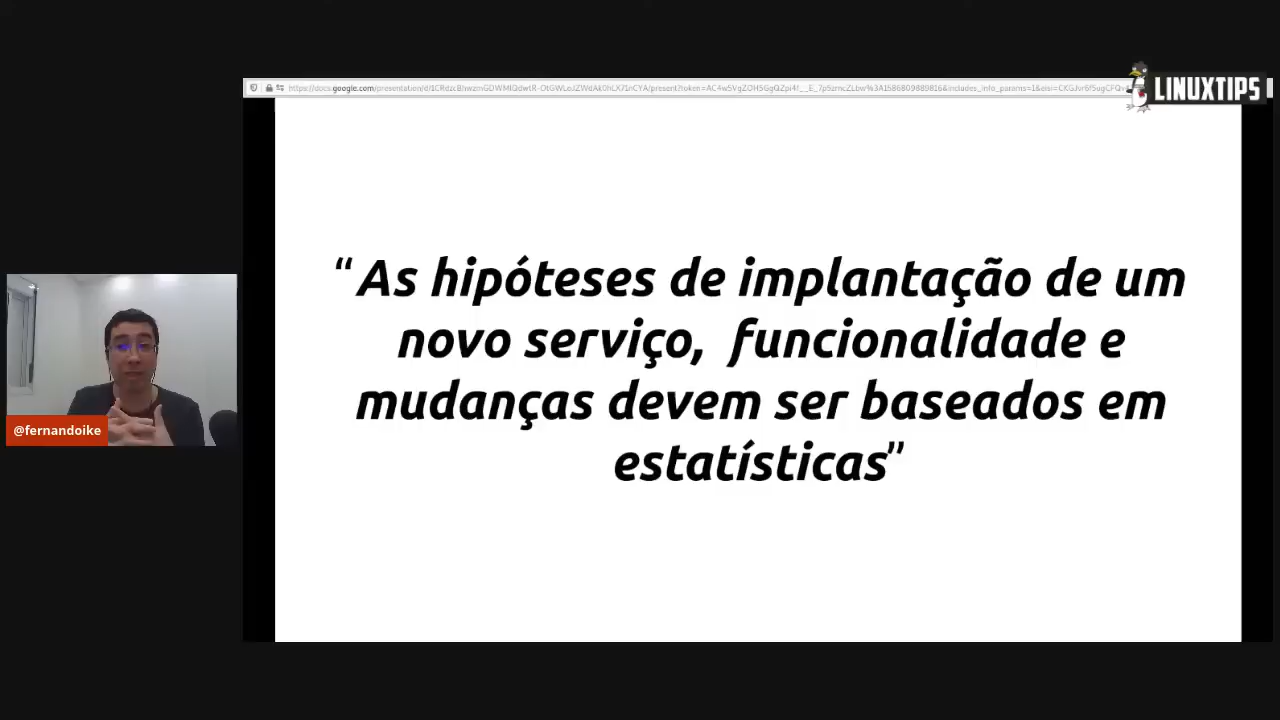 LINUXTIPS
“As hipóteses de implantação de um
novo serviço, funcionalidade e
mudanças devem ser baseados em
estatísticas”
@fernandoike